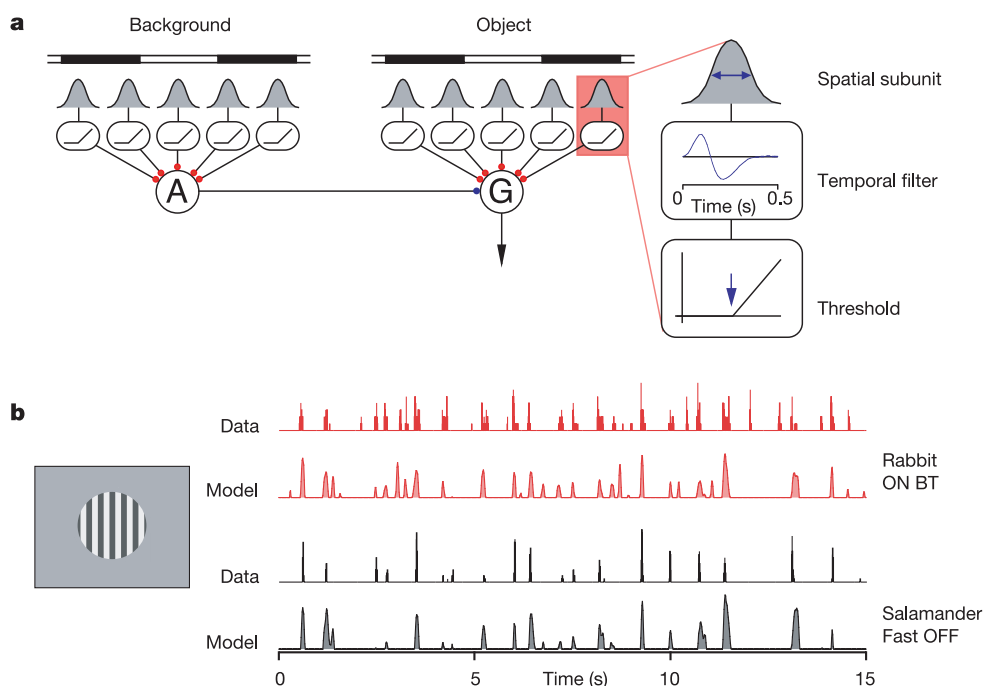 a
Background
Object
Spatial subunit
A
G
Temporal filter
0
0.5
Time (s)
Threshold
b
Data
Model
Rabbit
ON BT
Data
Model
Salamander
Fast OFF
0
5
Time (s)
10
15